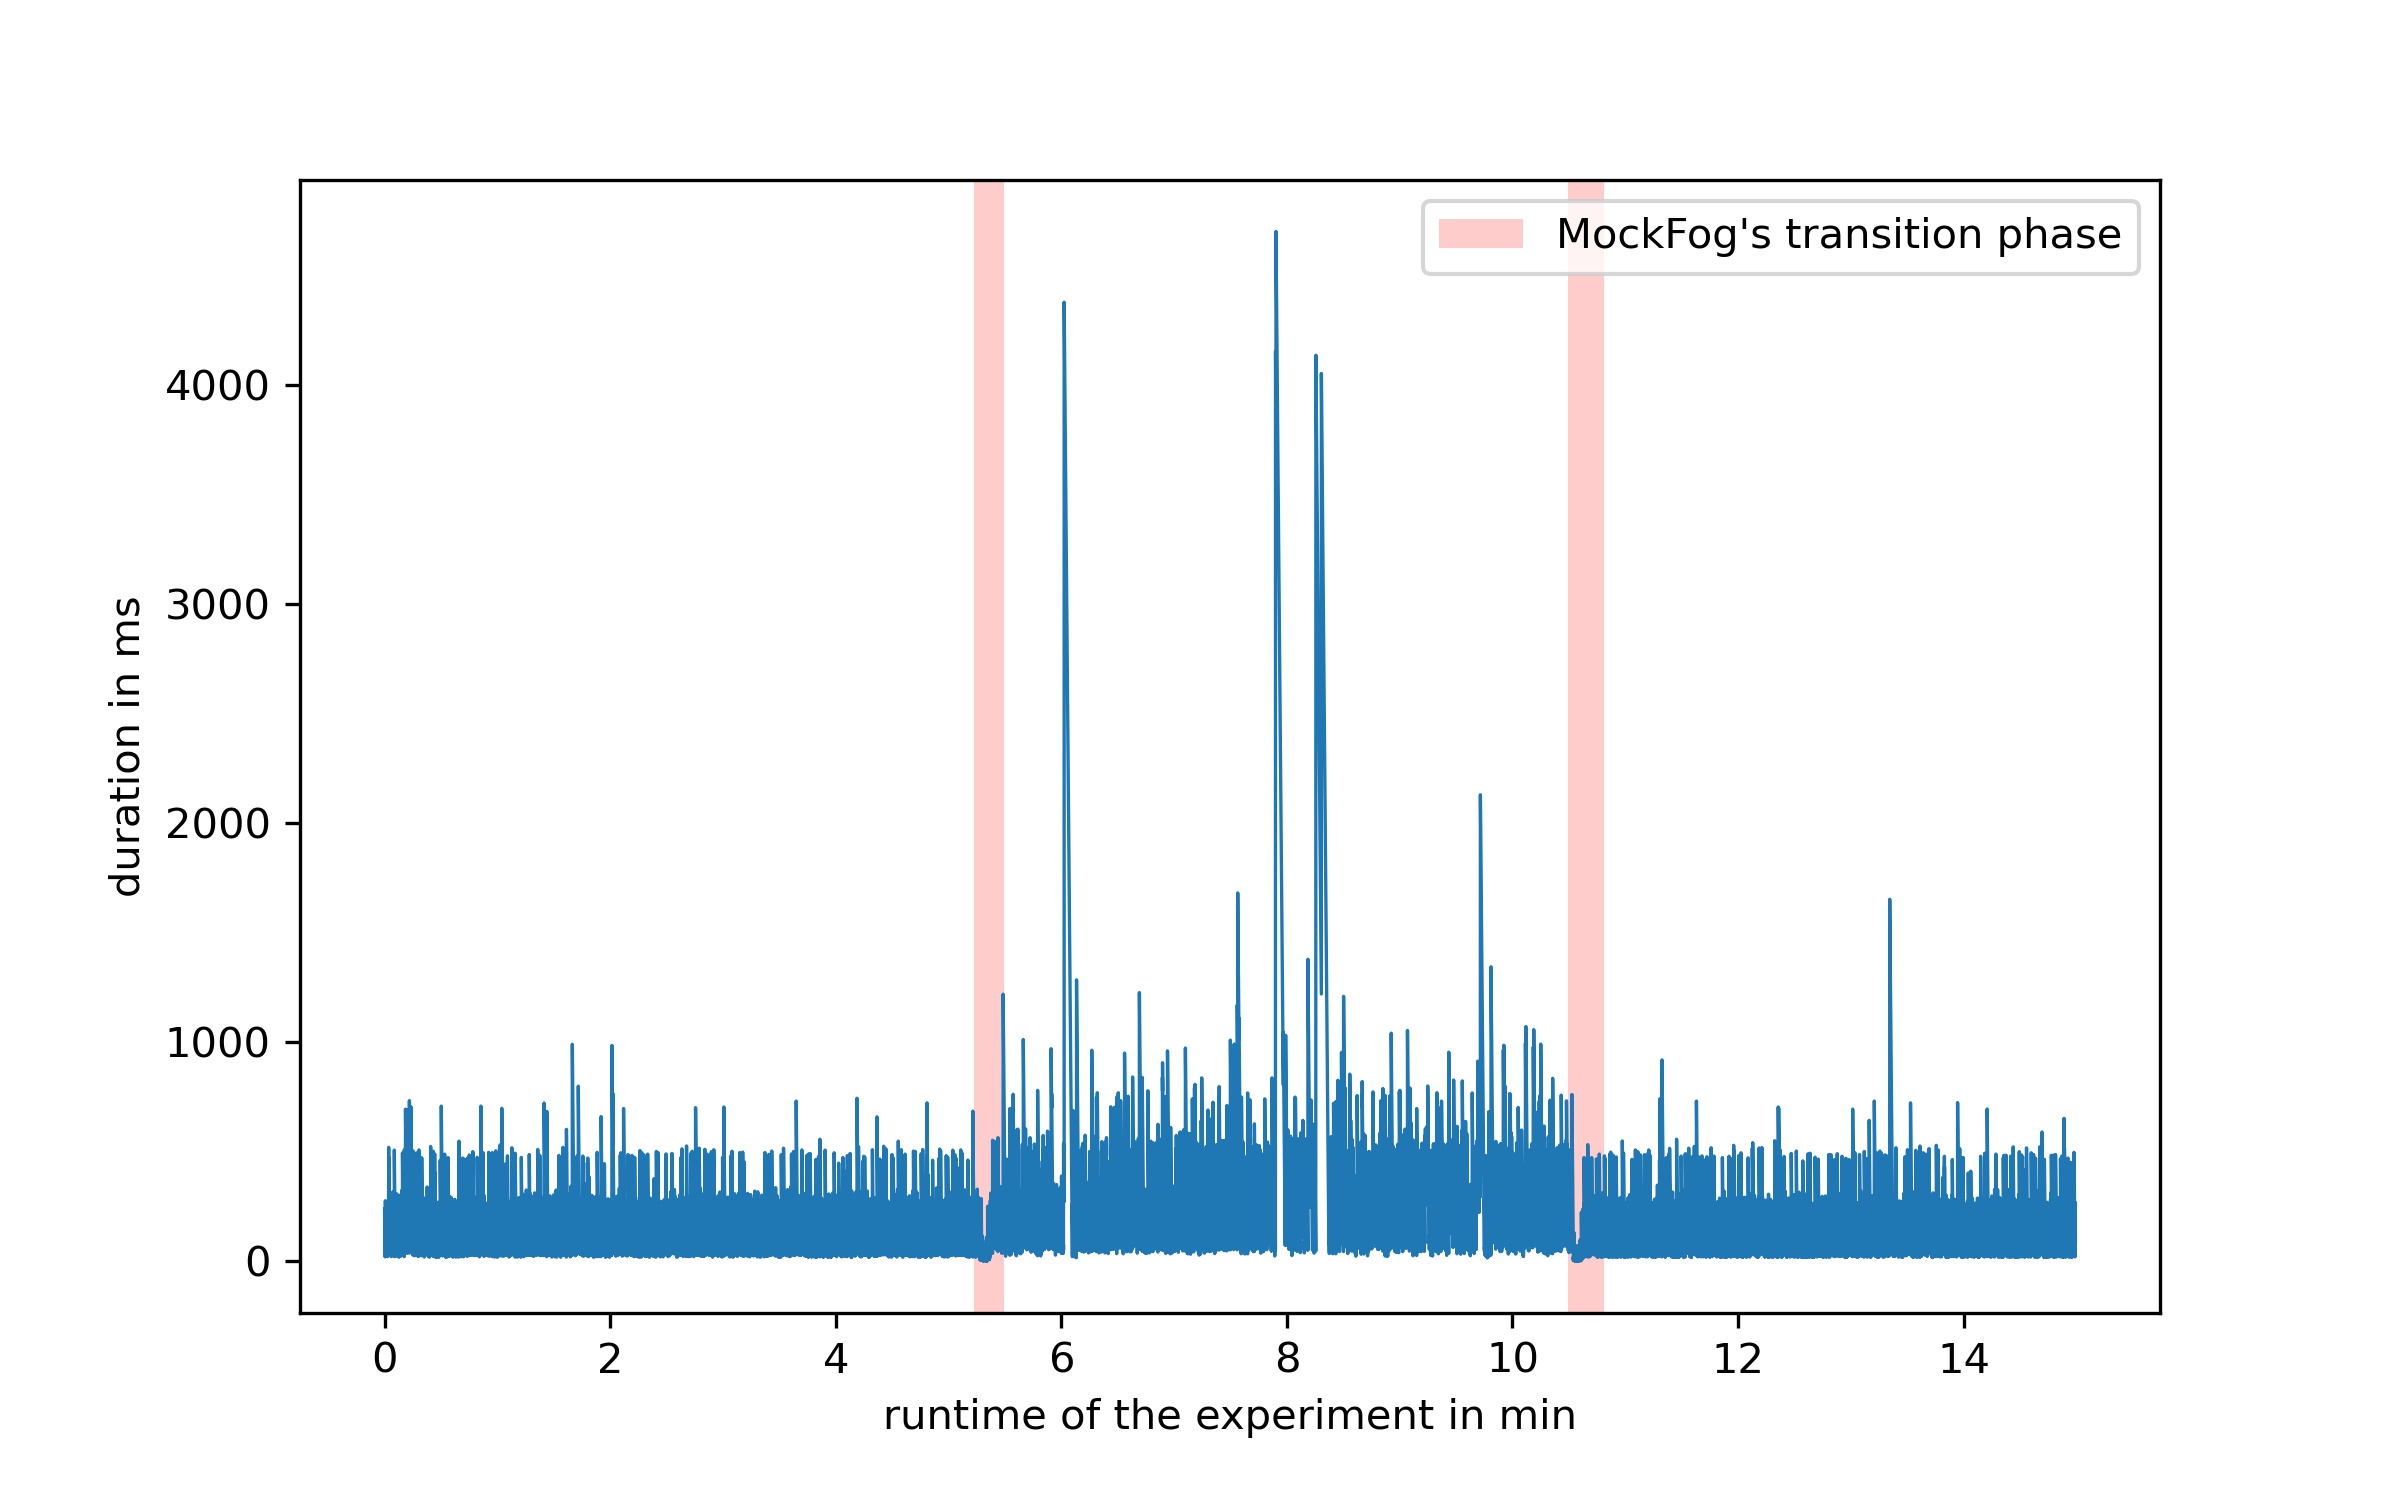 MockFog's transition phase
4000
3000
2000
1000
0
duration in ms
0 2 4 6 8 10 12 14
runtime of the experiment in min